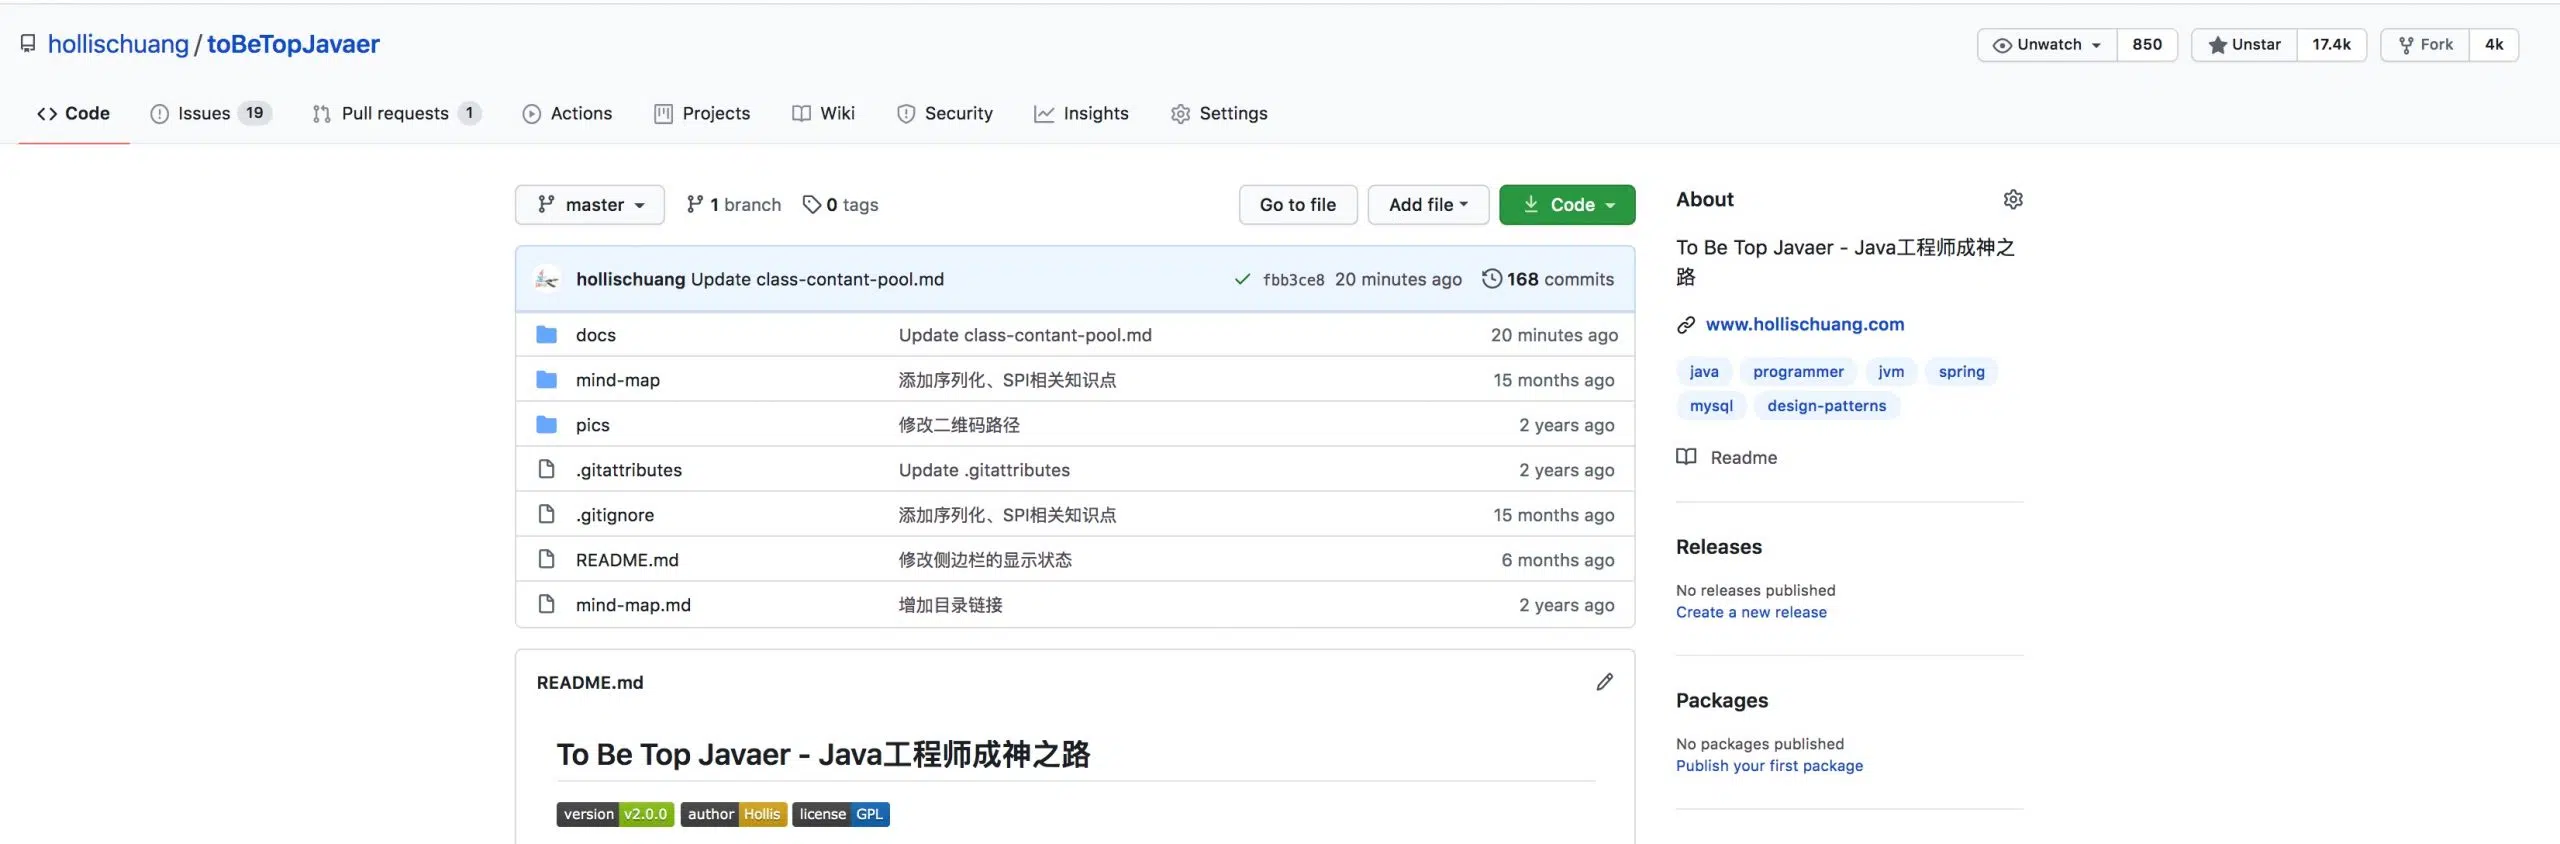 hollischuang / toBeTopJavaer
Unwatch 850 Unstar 17.4k Fork 4k
Code Issues 19 Pull requests 1 Actions Projects Wiki Security Insights Settings
master 1 branch 0 tags Go to file Add file Code
hollischuang Update class-contant-pool.md fbb3ce8 20 minutes ago 168 commits
docs Update class-contant-pool.md 20 minutes ago
mind-map 添加序列化、SPI相关知识点 15 months ago
pics 修改二维码路径 2 years ago
.gitattributes Update .gitattributes 2 years ago
.gitignore 添加序列化、SPI相关知识点 15 months ago
README.md 修改侧边栏的显示状态 6 months ago
mind-map.md 增加目录链接 2 years ago
README.md
To Be Top Javaer - Java工程师成神之路
version v2.0.0 author Hollis license GPL
About
To Be Top Javaer - Java工程师成神之
路
www.hollischuang.com
java programmer jvm spring
mysql design-patterns
Readme
Releases
No releases published
Create a new release
Packages
No packages published
Publish your first package